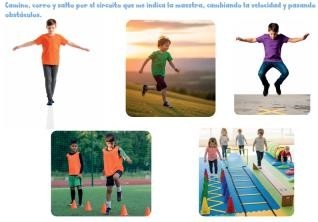 Camino, corro y salto por el circuito que me indica la maestra, cambiando la velocidad y pasando
obstáculos.